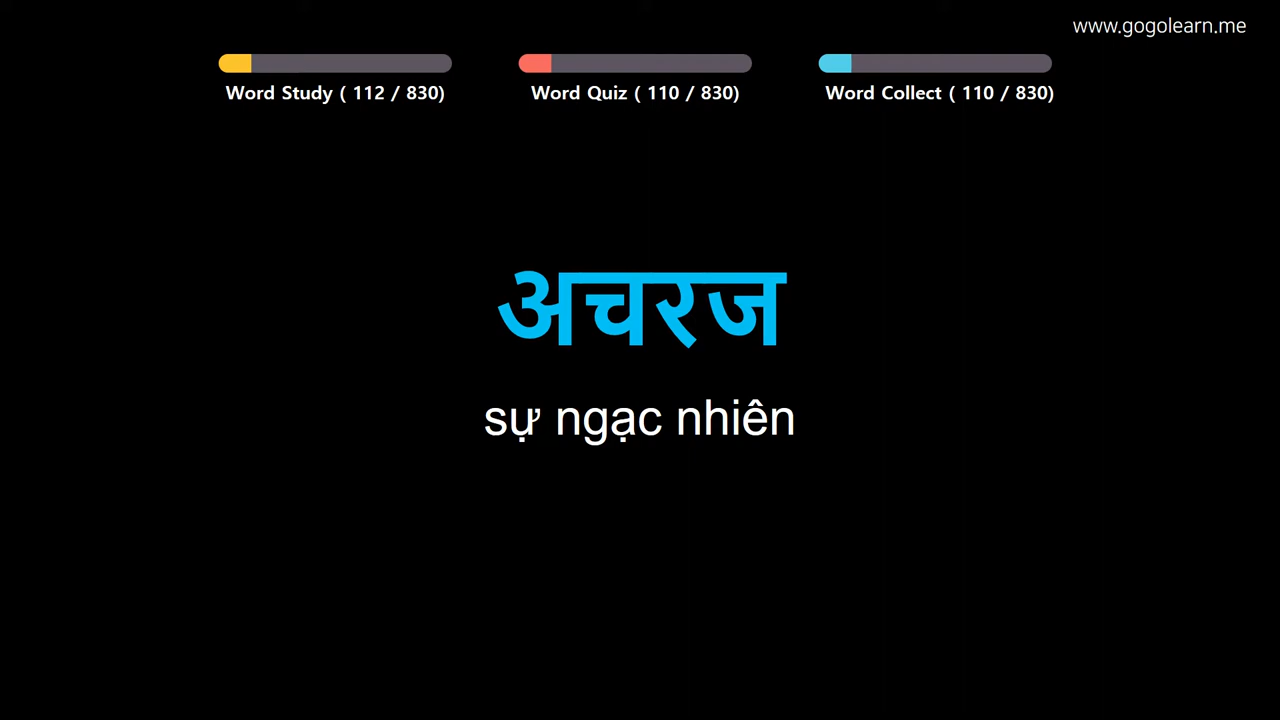 www.gogolearn.me
Word Study ( 112 / 830)
Word Quiz ( 110 / 830)
Word Collect ( 110 / 830)
अचरज
sự ngạc nhiên